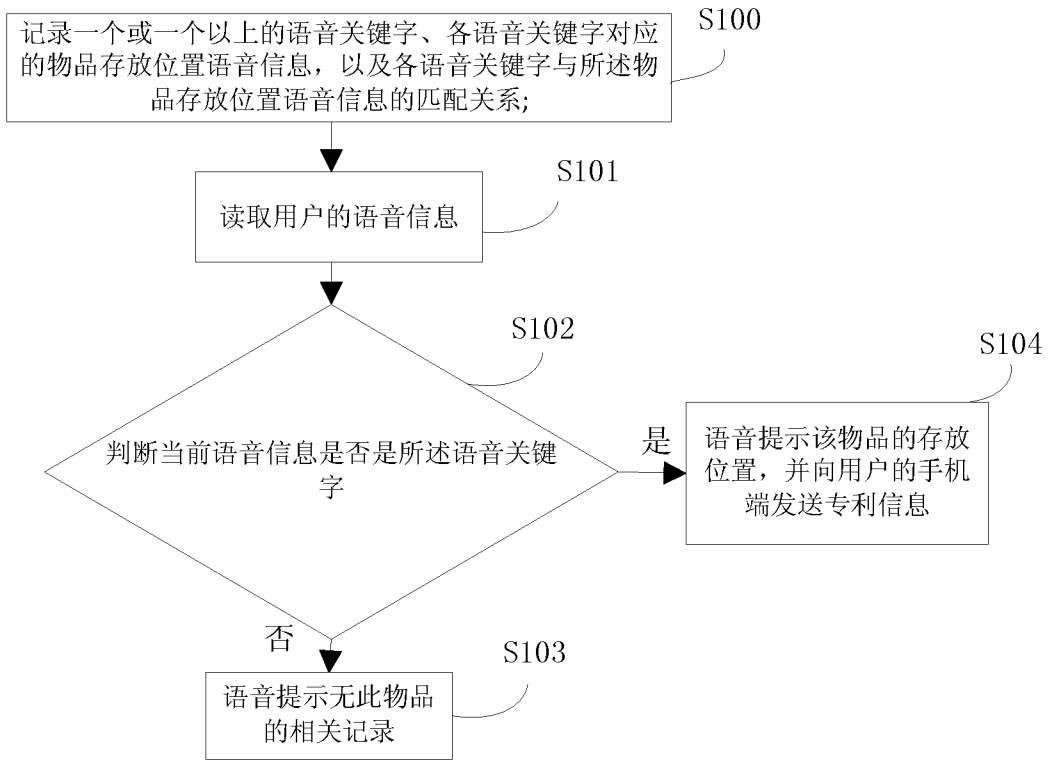 S100
记录一个或一个以上的语音关键字、各语音关键字对应
的物品存放位置语音信息，以及各语音关键字与所述物
品存放位置语音信息的匹配关系;
S101
读取用户的语音信息
S102
判断当前语音信息是否是所述语音关键
字
是
S104
语音提示该物品的存放
位置，并向用户的手机
端发送专利信息
否
S103
语音提示无此物品
的相关记录